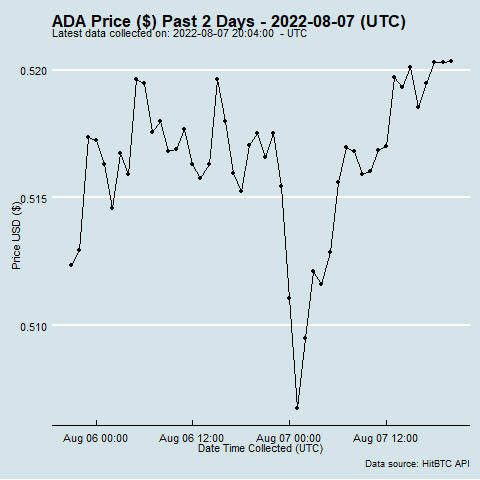 ADA Price ($) Past 2 Days - 2022-08-07 (UTC)
Latest data collected on: 2022-08-07 20:04:00 - UTC
0.520
0.515
0.510
Price USD ($)
Aug 06 00:00 Aug 06 12:00 Aug 07 00:00 Aug 07 12:00
Date Time Collected (UTC)
Data source: HitBTC API